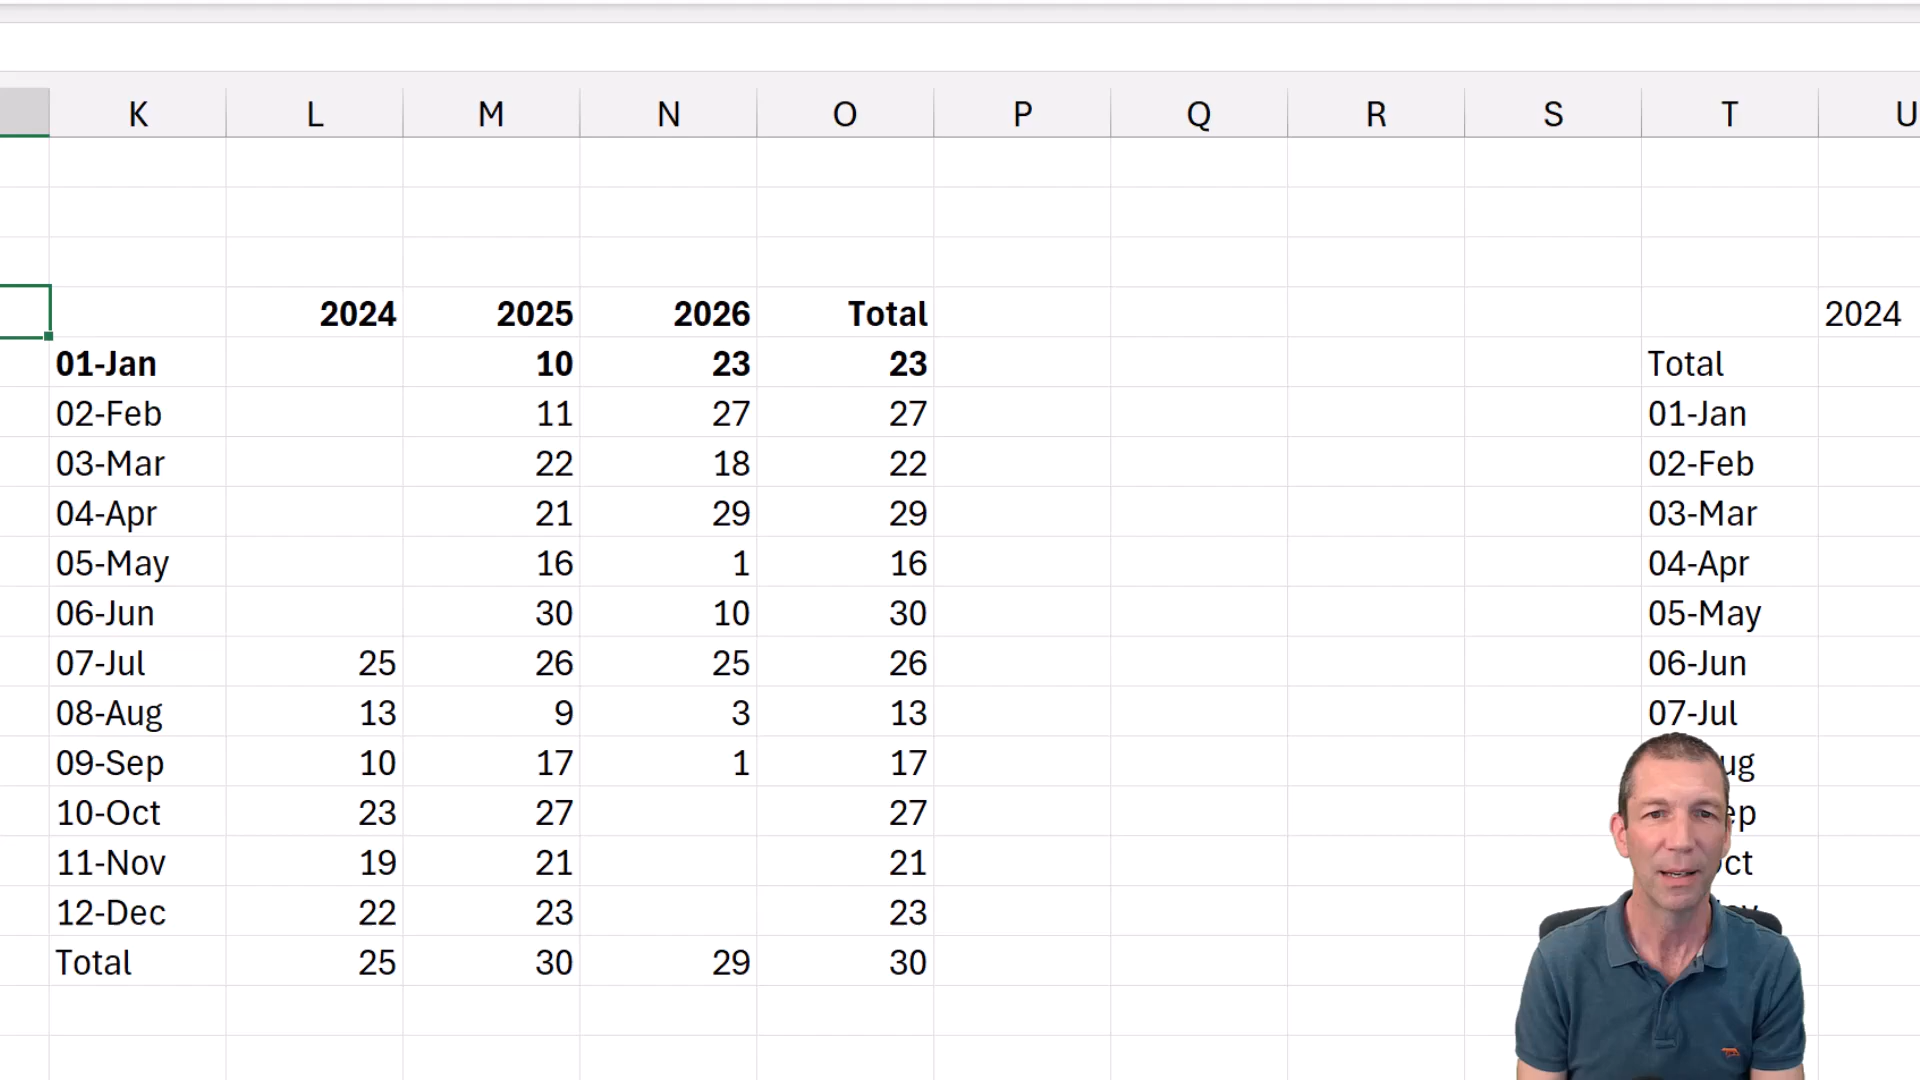 K L M N O P Q R S T U
2024 2025 2026 Total 2024
01-Jan 10 23 23 Total
02-Feb 11 27 27 01-Jan
03-Mar 22 18 22 02-Feb
04-Apr 21 29 29 03-Mar
05-May 16 1 16 04-Apr
06-Jun 30 10 30 05-May
07-Jul 25 26 25 26 06-Jun
08-Aug 13 9 3 13 07-Jul
09-Sep 10 17 1 17
10-Oct 23 27 27
11-Nov 19 21 21
12-Dec 22 23 23
Total 25 30 29 30